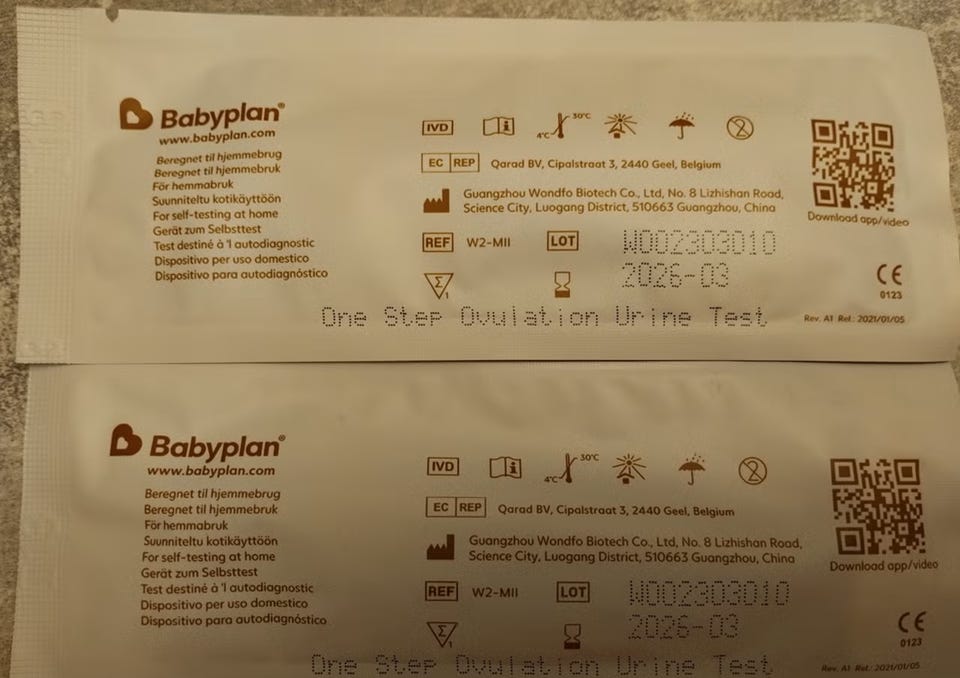 Babyplan®
www.babyplan.com
Beregnet til hjemmebrug
Beregnet til hjemmebruk
För hemmabruk
Suunniteltu kotikäyttöön
For self-testing at home
Gerät zum Selbsttest
Test destiné à 'l autodiagnostic
Dispositivo per uso domestico
Dispositivo para autodiagnóstico
IVD
4°C 30°C
2
EC REP Qarad BV, Cipalstraat 3, 2440 Geel, Belgium
Guangzhou Wondfo Biotech Co., Ltd, No. 8 Lizhishan Road,
Science City, Luogang District, 510663 Guangzhou, China
REF W2-MII LOT W002303010
Σ 1 2026-03
Download app/video
CE
0123
One Step Ovulation Urine Test
Rev. A1 Rel.: 2021/01/05
Babyplan®
www.babyplan.com
Beregnet til hjemmebrug
Beregnet til hjemmebruk
För hemmabruk
Suunniteltu kotikäyttöön
For self-testing at home
Gerät zum Selbsttest
Test destiné à 'l autodiagnostic
Dispositivo per uso domestico
Dispositivo para autodiagnóstico
IVD
4°C 30°C
2
EC REP Qarad BV, Cipalstraat 3, 2440 Geel, Belgium
Guangzhou Wondfo Biotech Co., Ltd, No. 8 Lizhishan Road,
Science City, Luogang District, 510663 Guangzhou, China
REF W2-MII LOT W002303010
Σ 1 2026-03
Download app/video
CE
0123
One Step Ovulation Urine Test
Rev. A1 Rel.: 2021/01/05